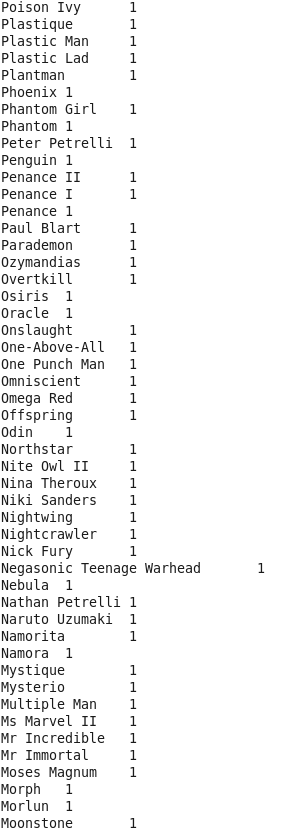 Poison Ivy	1
Plastique	1
Plastic Man	1
Plastic Lad	1
Plantman	1
Phoenix	1
Phantom Girl	1
Phantom	1
Peter Petrelli	1
Penguin	1
Penance II	1
Penance I	1
Penance	1
Paul Blart	1
Parademon	1
Ozymandias	1
Overtkill	1
Osiris	1
Oracle	1
Onslaught	1
One-Above-All	1
One Punch Man	1
Omniscient	1
Omega Red	1
Offspring	1
Odin	1
Northstar	1
Nite Owl II	1
Nina Theroux	1
Niki Sanders	1
Nightwing	1
Nightcrawler	1
Nick Fury	1
Negasonic Teenage Warhead	1
Nebula	1
Nathan Petrelli	1
Naruto Uzumaki	1
Namorita	1
Namora	1
Mystique	1
Mysterio	1
Multiple Man	1
Ms Marvel II	1
Mr Incredible	1
Mr Immortal	1
Moses Magnum	1
Morph	1
Morlun	1
Moonstone	1